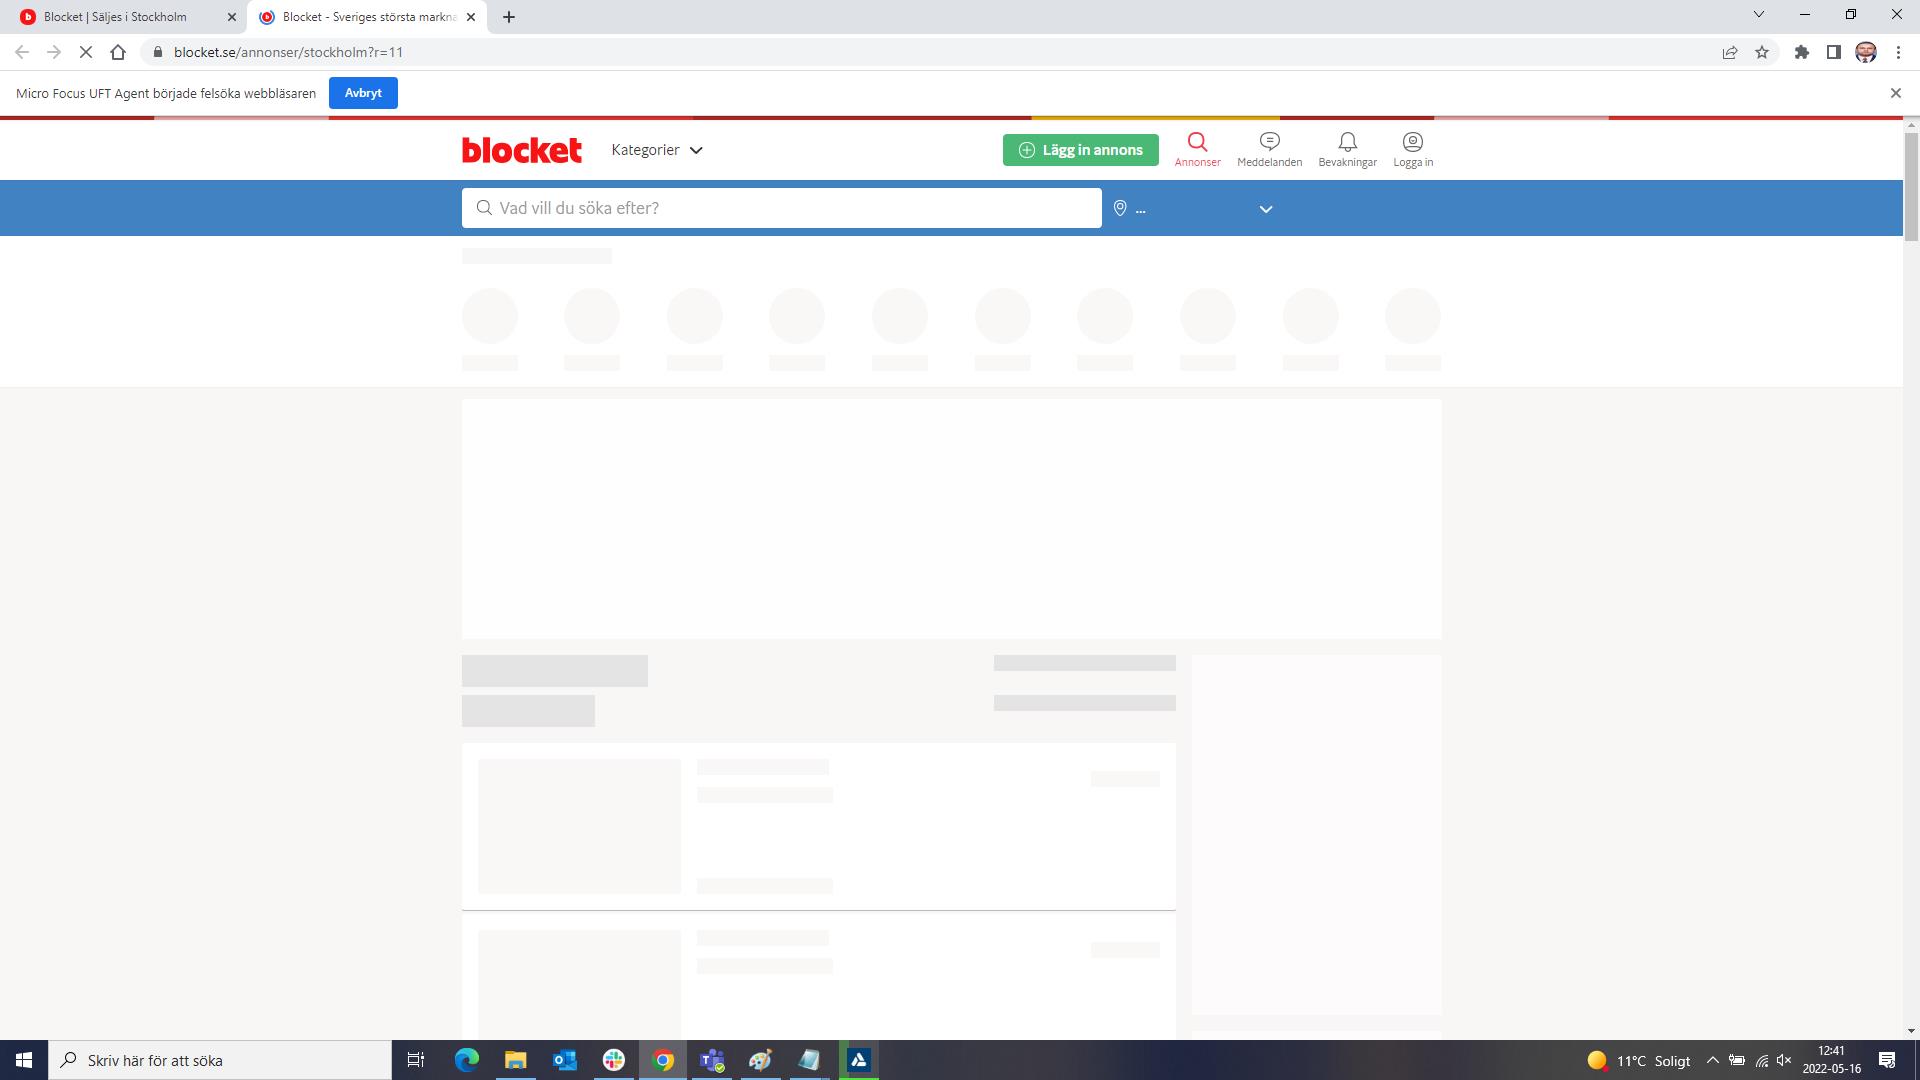 Blocket | Säljes i Stockholm
Blocket - Sveriges största markna
blocket.se/annonser/stockholm?r=11
Micro Focus UFT Agent började felsöka webbläsaren
Avbryt
blocket
Kategorier
Lägg in annons
Annonser
Meddelanden
Bevakningar
Logga in
Vad vill du söka efter?
...
Skriv här för att söka
11°C Soligt
12:41
2022-05-16